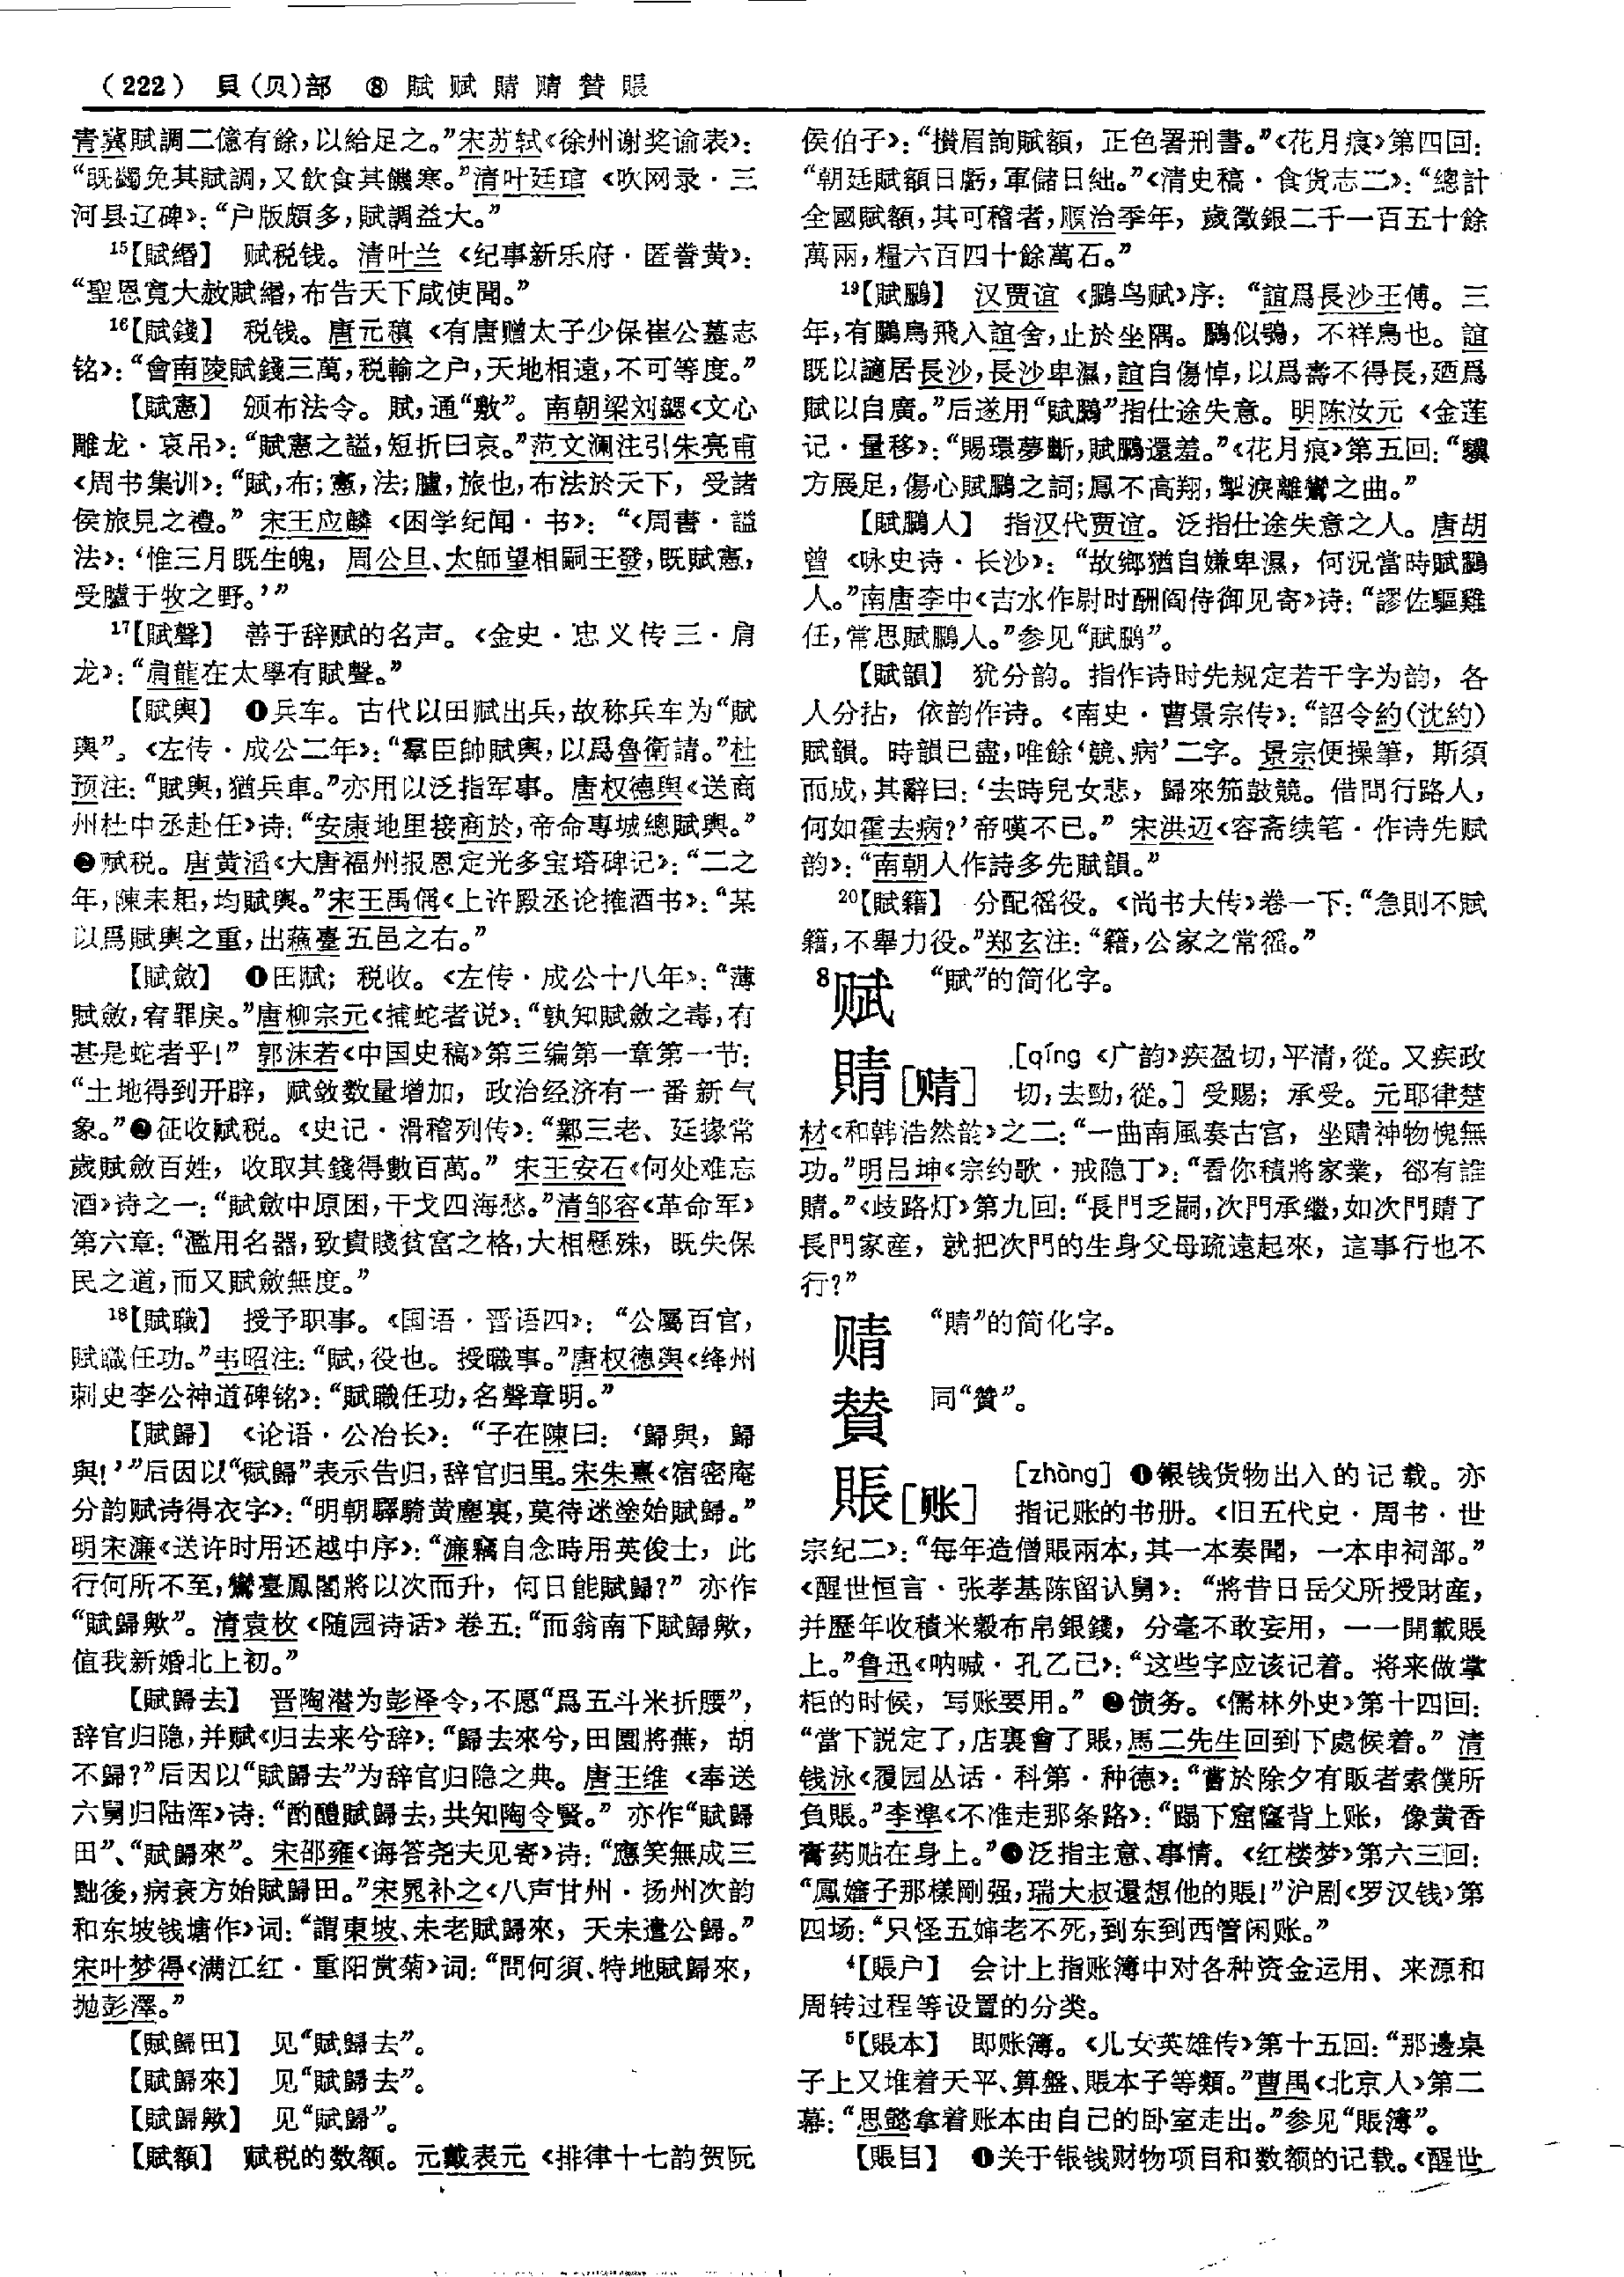 （222） 貝(贝)部 ⑧ 賦 赋 賵 䝼 賛 賬
青冀賦調二億有餘，以給足之。”宋苏轼《徐州谢奖谕表》：
“既蠲免其賦調，又飲食其饑寒。”清叶廷琯《吹网录·三
河县辽碑》：“户版頗多，賦調益大。”
15【賦緡】 赋税钱。清叶兰《纪事新乐府·匿誊黄》：
“聖恩寬大赦賦緡，布告天下咸使聞。”
16【賦錢】 税钱。唐元稹《有唐赠太子少保崔公墓志
铭》：“會南陵賦錢三萬，税輸之户，天地相遠，不可等度。”
【賦憲】 颁布法令。賦，通“敷”。南朝梁刘勰《文心
雕龙·哀吊》：“賦憲之謚，短折曰哀。”范文澜注引朱亮甫
《周书集训》：“賦，布；憲，法；臚，旅也，布法於天下，受諸
侯旅見之禮。”宋王应麟《困学纪闻·书》：“《周書·謚
法》：‘惟三月既生魄，周公旦、太師望相嗣王發，既賦憲，
受臚于牧之野。’”
17【賦聲】 善于辞赋的名声。《金史·忠义传三·肩
龙》：“肩龍在太學有賦聲。”
【賦輿】 ❶兵车。古代以田赋出兵，故称兵车为“賦
輿”。《左传·成公二年》：“羣臣帥賦輿，以爲魯衛請。”杜
预注：“賦輿，猶兵車。”亦用以泛指军事。唐权德舆《送商
州杜中丞赴任》诗：“安康地里接商於，帝命專城總賦輿。”
❷赋税。唐黄滔《大唐福州报恩定光多宝塔碑记》：“二之
年，陳耒耜，均賦輿。”宋王禹偁《上许殿丞论榷酒书》：“某
以爲賦輿之重，出蘓臺五邑之右。”
【賦斂】 ❶田赋；税收。《左传·成公十八年》：“薄
賦斂，宥罪戾。”唐柳宗元《捕蛇者说》：“孰知賦斂之毒，有
甚是蛇者乎！”郭沫若《中国史稿》第三编第一章第一节：
“土地得到开辟，赋敛数量增加，政治经济有一番新气
象。”❷征收赋税。《史记·滑稽列传》：“鄴三老、廷掾常
歲賦斂百姓，收取其錢得數百萬。”宋王安石《何处难忘
酒》诗之一：“賦斂中原困，干戈四海愁。”清邹容《革命军》
第六章：“濫用名器，致貴賤貧富之格，大相懸殊，既失保
民之道，而又賦斂無度。”
18【賦職】 授予职事。《国语·晋语四》：“公屬百官，
賦職任功。”韦昭注：“賦，役也。授職事。”唐权德舆《绛州
刺史李公神道碑铭》：“賦職任功，名聲章明。”
【賦歸】 《论语·公冶长》：“子在陳曰：‘歸與，歸
與！’”后因以“赋歸”表示告归，辞官归里。宋朱熹《宿密庵
分韵赋诗得衣字》：“明朝驛騎黄塵裏，莫待迷塗始賦歸。”
明宋濂《送许时用还越中序》：“濂竊自念時用英俊士，此
行何所不至，鸞臺鳳閣將以次而升，何日能賦歸？”亦作
“賦歸歟”。清袁枚《随园诗话》卷五：“而翁南下賦歸歟，
值我新婚北上初。”
【賦歸去】 晋陶潜为彭泽令，不愿“爲五斗米折腰”，
辞官归隐，并赋《归去来兮辞》：“歸去來兮，田園將蕪，胡
不歸？”后因以“賦歸去”为辞官归隐之典。唐王维《奉送
六舅归陆浑》诗：“酌醴賦歸去，共知陶令賢。”亦作“賦歸
田”、“賦歸來”。宋邵雍《海答尧夫见寄》诗：“應笑無成三
黜後，病衰方始賦歸田。”宋晁补之《八声甘州·扬州次韵
和东坡钱塘作》词：“謂東坡、未老賦歸來，天未遣公歸。”
宋叶梦得《满江红·重阳赏菊》词：“問何須、特地賦歸來，
抛彭澤。”
【賦歸田】 见“賦歸去”。
【賦歸來】 见“賦歸去”。
【賦歸歟】 见“賦歸”。
【賦額】 赋税的数额。元戴表元《排律十七韵贺阮
侯伯子》：“攢眉詢賦額，正色署刑書。”《花月痕》第四回：
“朝廷賦額日虧，軍儲日絀。”《清史稿·食货志二》：“總計
全國賦額，其可稽者，順治季年，歲徵銀二千一百五十餘
萬兩，糧六百四十餘萬石。”
19【賦鵩】 汉贾谊《鵩鸟赋》序：“誼爲長沙王傅。三
年，有鵩鳥飛入誼舍，止於坐隅。鵩似鴞，不祥鳥也。誼
既以謫居長沙，長沙卑濕，誼自傷悼，以爲壽不得長，廼爲
賦以自廣。”后遂用“賦鵩”指仕途失意。明陈汝元《金莲
记·量移》：“賜環夢斷，賦鵩還羞。”《花月痕》第五回：“驥
方展足，傷心賦鵩之詞；鳳不高翔，掣淚離鸞之曲。”
【賦鵩人】 指汉代贾谊。泛指仕途失意之人。唐胡
曾《咏史诗·长沙》：“故鄉猶自嫌卑濕，何況當時賦鵩
人。”南唐李中《吉水作尉时酬阎侍御见寄》诗：“謬佐驅雞
任，常思賦鵩人。”参见“賦鵩”。
【賦韻】 犹分韵。指作诗时先规定若干字为韵，各
人分拈，依韵作诗。《南史·曹景宗传》：“詔令約（沈約）
賦韻。時韻已盡，唯餘‘競、病’二字。景宗便操筆，斯須
而成，其辭曰：‘去時兒女悲，歸來笳鼓競。借問行路人，
何如霍去病？’帝嘆不已。”宋洪迈《容斋续笔·作诗先赋
韵》：“南朝人作詩多先賦韻。”
20【賦籍】 分配徭役。《尚书大传》卷一下：“急則不賦
籍，不舉力役。”郑玄注：“籍，公家之常徭。”
8赋 “賦”的简化字。
䝼［赌］ ［qíng 《广韵》疾盈切，平清，從。又疾政
切，去勁，從。］受赐；承受。元耶律楚
材《和韩浩然韵》之二：“一曲南風奏古宫，坐䝼神物愧無
功。”明吕坤《宗约歌·戒隐丁》：“看你積將家業，郤有誰
䝼。”《歧路灯》第九回：“長門乏嗣，次門承繼，如次門䝼了
長門家産，就把次門的生身父母疏遠起來，這事行也不
行？”
“䝼”的简化字。
賛 同“贊”。
賬［账］ ［zhàng］ ❶银钱货物出入的记载。亦
指记账的书册。《旧五代史·周书·世
宗纪二》：“每年造僧賬兩本，其一本奏聞，一本申祠部。”
《醒世恒言·张孝基陈留认舅》：“將昔日岳父所授財産，
并歷年收積米穀布帛銀錢，分毫不敢妄用，一一開載賬
上。”鲁迅《呐喊·孔乙己》：“这些字应该记着。将来做掌
柜的时候，写账要用。”❷债务。《儒林外史》第十四回：
“當下説定了，店裏會了賬，馬二先生回到下處候着。”清
钱泳《履园丛话·科第·种德》：“嘗於除夕有販者索僕所
負賬。”李準《不准走那条路》：“蹋下窟窿背上账，像黄香
膏药贴在身上。”❸泛指主意、事情。《红楼梦》第六三回：
“鳳嬸子那樣剛强，瑞大叔還想他的賬！”沪剧《罗汉钱》第
四场：“只怪五婶老不死，到东到西管闲账。”
4【賬户】 会计上指账簿中对各种资金运用、来源和
周转过程等设置的分类。
5【賬本】 即账簿。《儿女英雄传》第十五回：“那邊桌
子上又堆着天平、算盤、賬本子等類。”曹禺《北京人》第二
幕：“思懿拿着账本由自己的卧室走出。”参见“賬簿”。
【賬目】 ❶关于银钱财物项目和数额的记载。《醒世